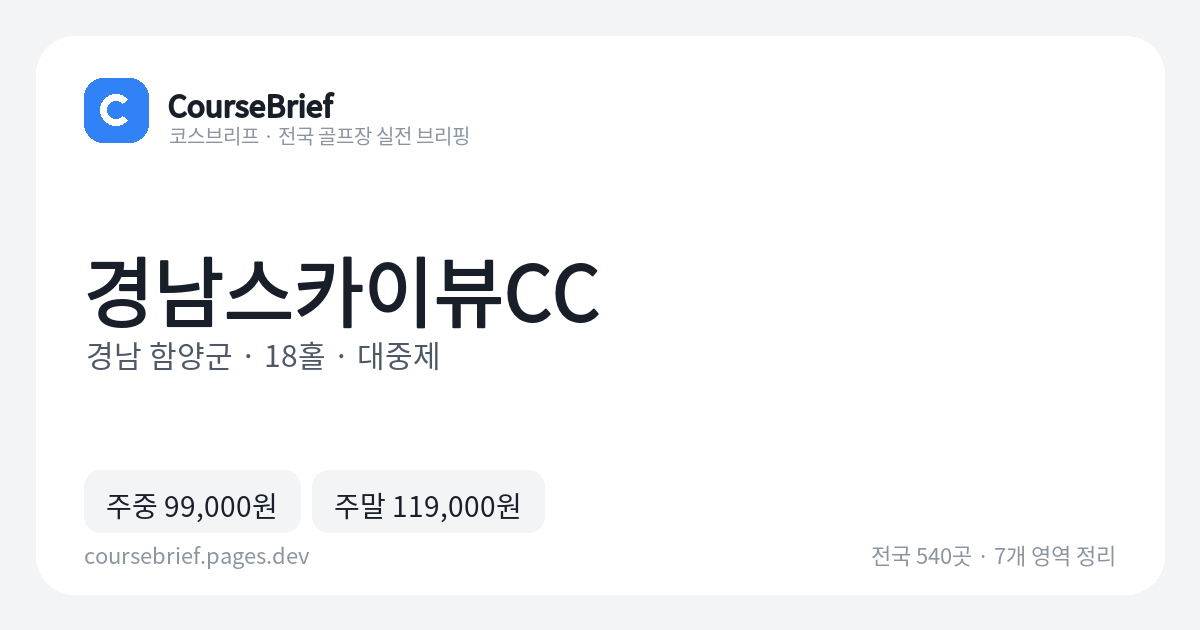 CourseBrief
코스브리프 · 전국 골프장 실전 브리핑
경남스카이뷰CC
경남 함양군 · 18홀 · 대중제
주중 99,000원 주말 119,000원
coursebrief.pages.dev 전국 540곳 · 7개 영역 정리